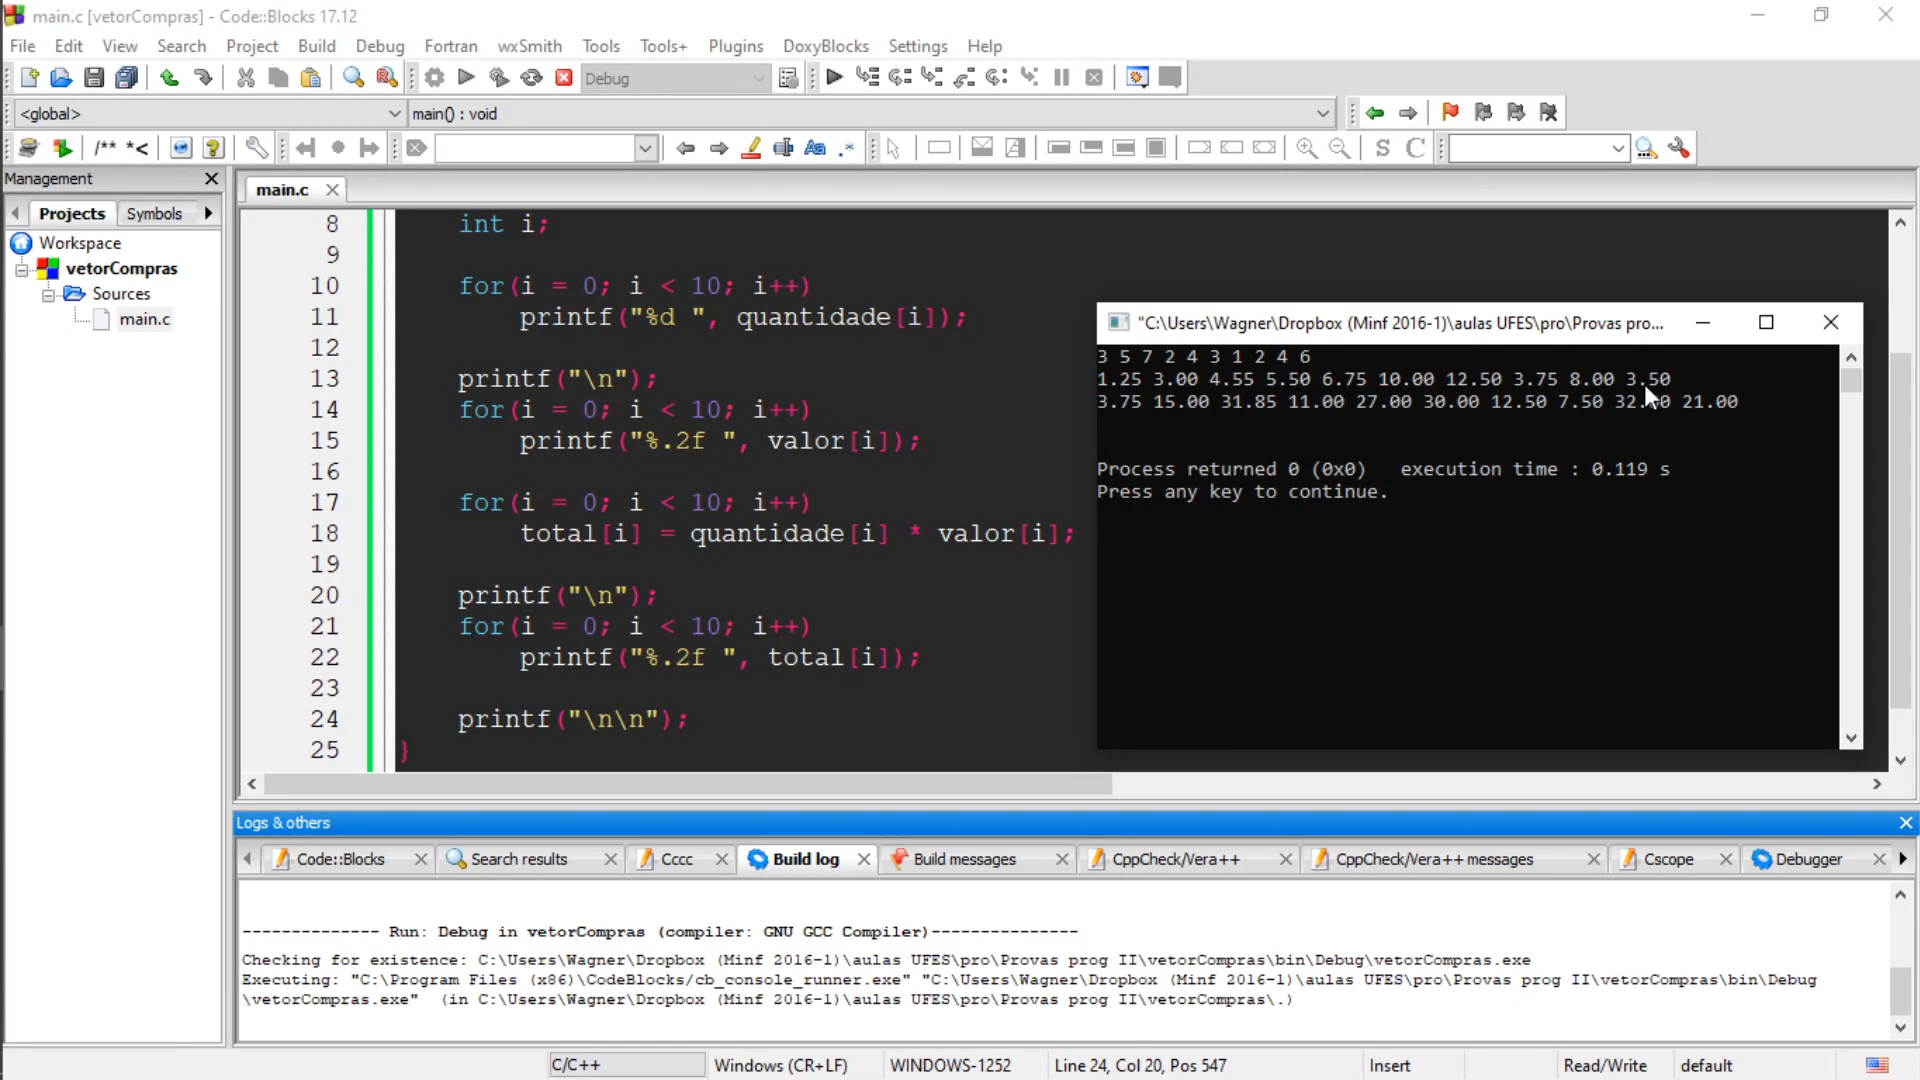 main.c [vetorCompras] - Code::Blocks 17.12
File Edit View Search Project Build Debug Fortran wxSmith Tools Tools+ Plugins DoxyBlocks Settings Help
Debug
<global> main() : void
/** *<
Management
Projects Symbols
Workspace
vetorCompras
Sources
main.c
main.c
8 int i;
9
10 for(i = 0; i < 10; i++)
11 printf("%d ", quantidade[i]);
12
13 printf("\n");
14 for(i = 0; i < 10; i++)
15 printf("%.2f ", valor[i]);
16
17 for(i = 0; i < 10; i++)
18 total[i] = quantidade[i] * valor[i];
19
20 printf("\n");
21 for(i = 0; i < 10; i++)
22 printf("%.2f ", total[i]);
23
24 printf("\n\n");
25 }
"C:\Users\Wagner\Dropbox (Minf 2016-1)\aulas UFES\pro\Provas pro...
3 5 7 2 4 3 1 2 4 6
1.25 3.00 4.55 5.50 6.75 10.00 12.50 3.75 8.00 3.50
3.75 15.00 31.85 11.00 27.00 30.00 12.50 7.50 32.00 21.00
Process returned 0 (0x0) execution time : 0.119 s
Press any key to continue.
Logs & others
Code::Blocks Search results Cccc Build log Build messages CppCheck/Vera++ CppCheck/Vera++ messages Cscope Debugger
-------------- Run: Debug in vetorCompras (compiler: GNU GCC Compiler)---------------
Checking for existence: C:\Users\Wagner\Dropbox (Minf 2016-1)\aulas UFES\pro\Provas prog II\vetorCompras\bin\Debug\vetorCompras.exe
Executing: "C:\Program Files (x86)\CodeBlocks/cb_console_runner.exe" "C:\Users\Wagner\Dropbox (Minf 2016-1)\aulas UFES\pro\Provas prog II\vetorCompras\bin\Debug
\vetorCompras.exe" (in C:\Users\Wagner\Dropbox (Minf 2016-1)\aulas UFES\pro\Provas prog II\vetorCompras\.)
C/C++ Windows (CR+LF) WINDOWS-1252 Line 24, Col 20, Pos 547 Insert Read/Write default